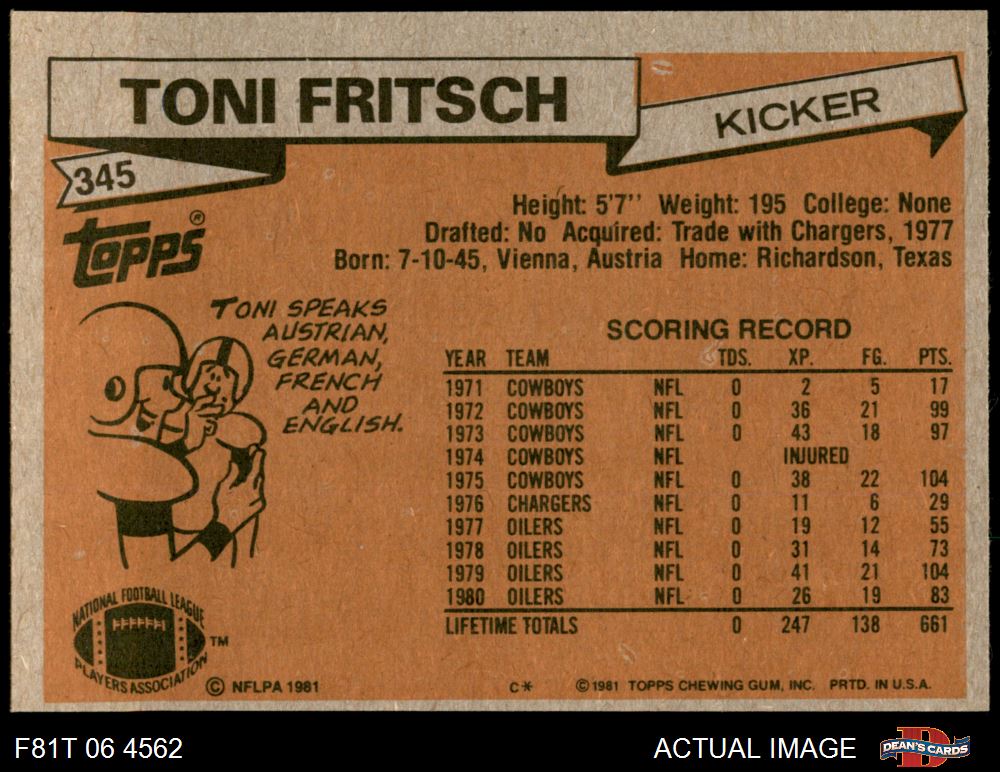 TONI FRITSCH
KICKER
345
TOPPS®
Height: 5'7'' Weight: 195 College: None
Drafted: No Acquired: Trade with Chargers, 1977
Born: 7-10-45, Vienna, Austria Home: Richardson, Texas
TONI SPEAKS
AUSTRIAN,
GERMAN,
FRENCH
AND
ENGLISH.
SCORING RECORD
YEAR TEAM TDS. XP. FG. PTS.
1971 COWBOYS NFL 0 2 5 17
1972 COWBOYS NFL 0 36 21 99
1973 COWBOYS NFL 0 43 18 97
1974 COWBOYS NFL INJURED
1975 COWBOYS NFL 0 38 22 104
1976 CHARGERS NFL 0 11 6 29
1977 OILERS NFL 0 19 12 55
1978 OILERS NFL 0 31 14 73
1979 OILERS NFL 0 41 21 104
1980 OILERS NFL 0 26 19 83
LIFETIME TOTALS 0 247 138 661
NATIONAL FOOTBALL LEAGUE
PLAYERS ASSOCIATION ™
© NFLPA 1981
C* © 1981 TOPPS CHEWING GUM, INC. PRTD. IN U.S.A.
F81T 06 4562
ACTUAL IMAGE
D
DEAN'S CARDS